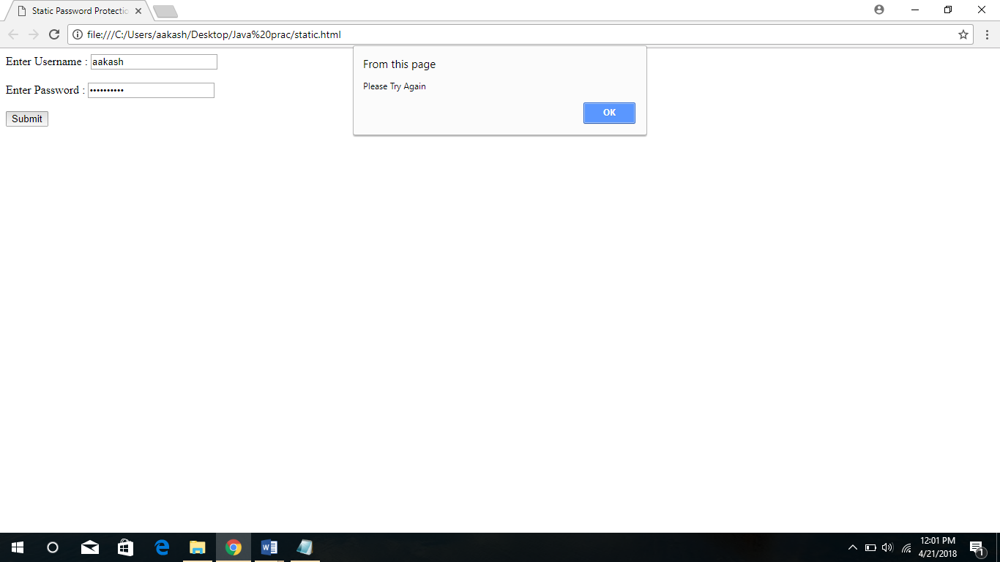 Static Password Protectio
file:///C:/Users/aakash/Desktop/Java%20prac/static.html
Enter Username : aakash
Enter Password : ••••••••••
Submit
From this page
Please Try Again
OK
12:01 PM
4/21/2018
1